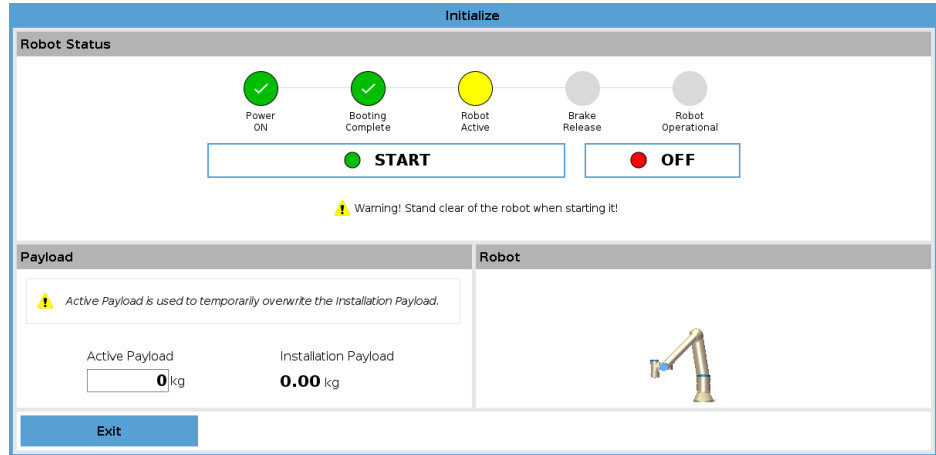 Initialize
Robot Status
Power
ON
Booting
Complete
Robot
Active
Brake
Release
Robot
Operational
START
OFF
Warning! Stand clear of the robot when starting it!
Payload
Robot
Active Payload is used to temporarily overwrite the Installation Payload.
Active Payload
Installation Payload
0 kg
0.00 kg
Exit